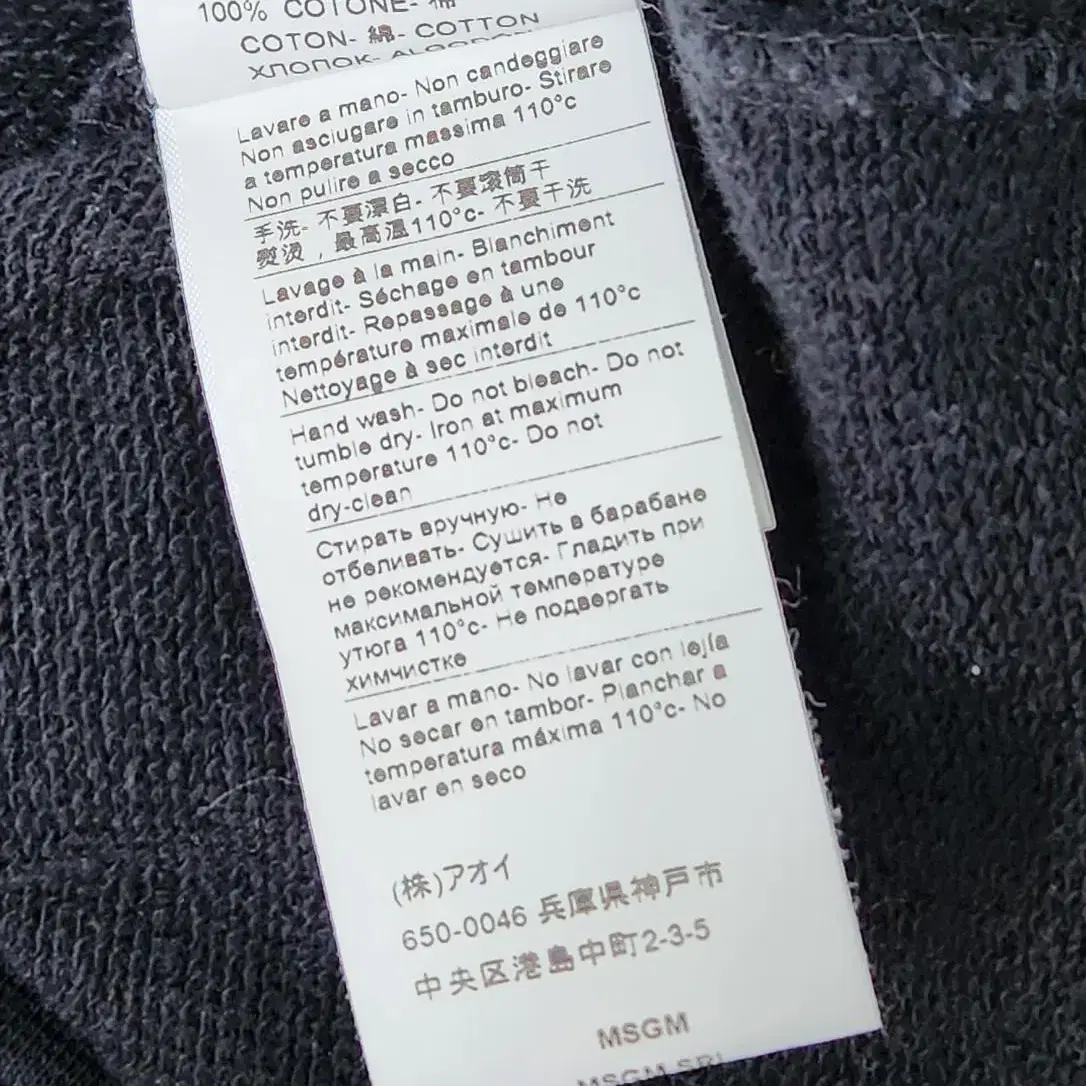 100% COTONE- 棉
COTON- 綿- COTTON
ХЛОПОК- ALGODÓN
Lavare a mano- Non candeggiare
Non asciugare in tamburo- Stirare
a temperatura massima 110°c
Non pulire a secco
手洗- 不要漂白- 不要滚筒干
熨烫，最高温110°c- 不要干洗
Lavage à la main- Blanchiment
interdit- Séchage en tambour
interdit- Repassage à une
température maximale de 110°c
Nettoyage à sec interdit
Hand wash- Do not bleach- Do not
tumble dry- Iron at maximum
temperature 110°c- Do not
dry-clean
Стирать вручную- Не
отбеливать- Сушить в барабане
не рекомендуется- Гладить при
максимальной температуре
утюга 110°c- Не подвергать
химчистке
Lavar a mano- No lavar con lejía
No secar en tambor- Planchar a
temperatura máxima 110°c- No
lavar en seco
(株)アオイ
650-0046 兵庫県神戸市
中央区港島中町2-3-5
MSGM
MSGM SRL